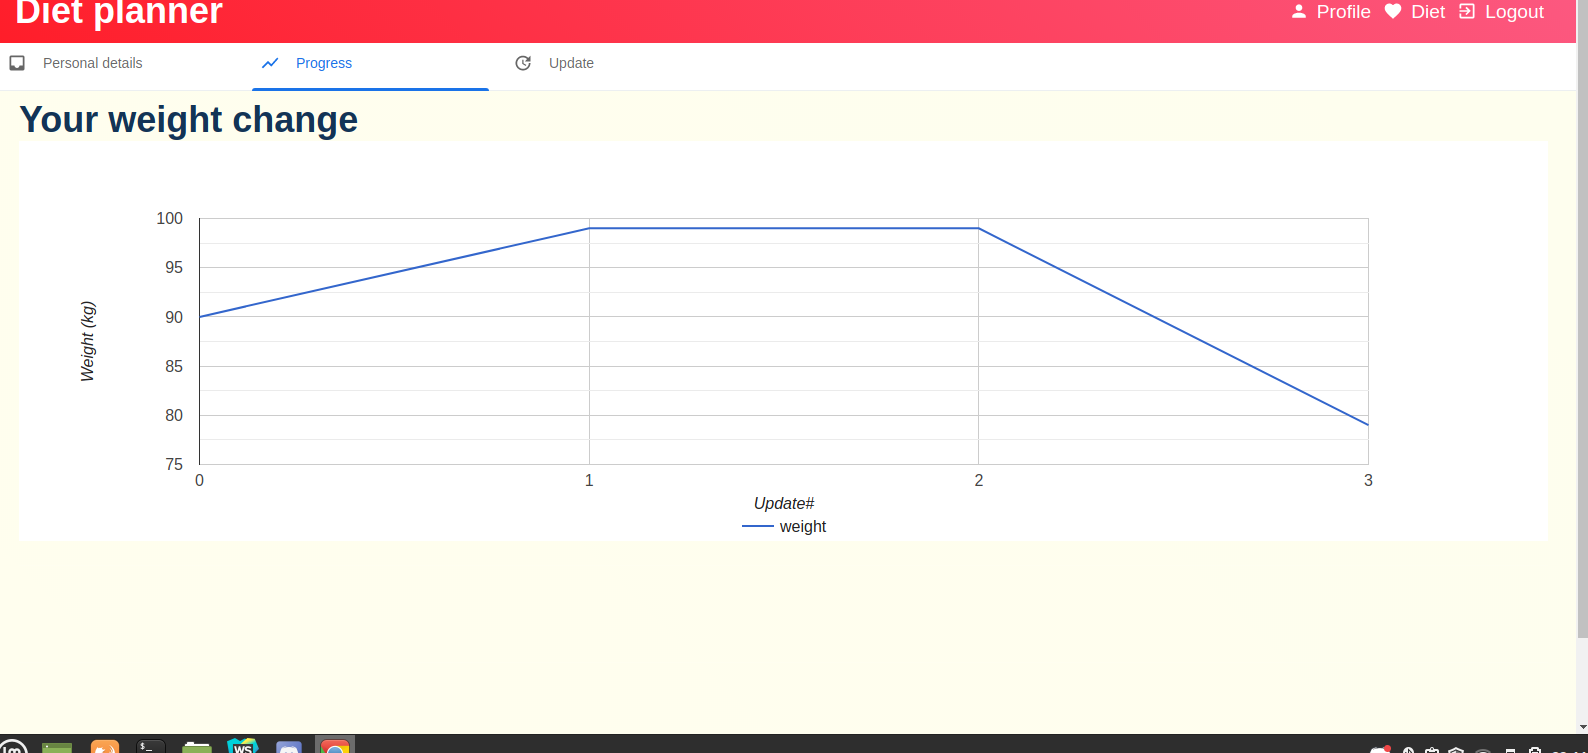 Diet planner
Profile Diet Logout
Personal details Progress Update
Your weight change
100
95
90
85
80
75
Weight (kg)
0 1 2 3
Update#
weight
$_
WS